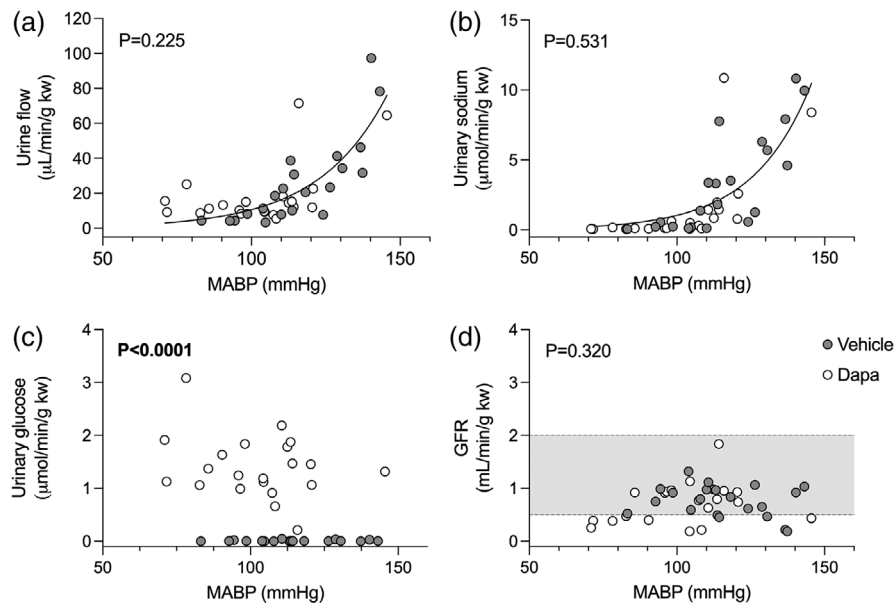 (a)
P=0.225
Urine flow
(μL/min/g kw)
120
100
80
60
40
20
0
50
100
150
MABP (mmHg)
(b)
P=0.531
Urinary sodium
(μmol/min/g kw)
15
10
5
0
50
100
150
MABP (mmHg)
(c)
P<0.0001
Urinary glucose
(μmol/min/g kw)
4
3
2
1
0
50
100
150
MABP (mmHg)
(d)
P=0.320
Vehicle
Dapa
GFR
(mL/min/g kw)
4
3
2
1
0
50
100
150
MABP (mmHg)